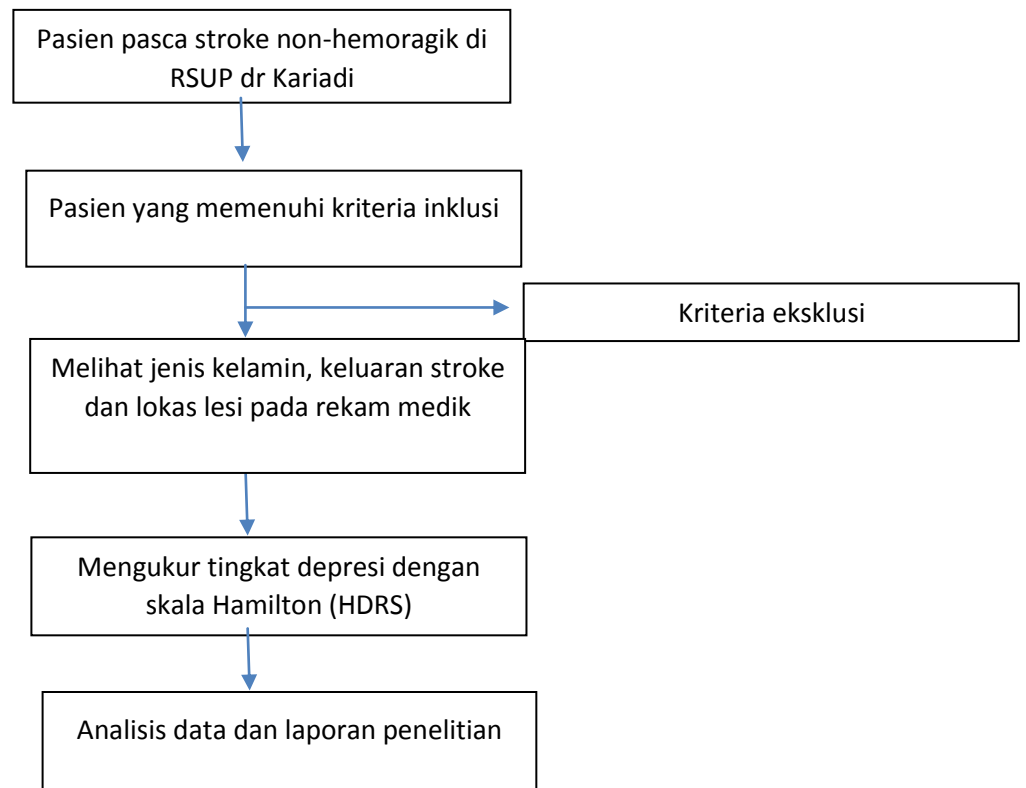 Pasien pasca stroke non-hemoragik di
RSUP dr Kariadi
Pasien yang memenuhi kriteria inklusi
Kriteria eksklusi
Melihat jenis kelamin, keluaran stroke
dan lokas lesi pada rekam medik
Mengukur tingkat depresi dengan
skala Hamilton (HDRS)
Analisis data dan laporan penelitian